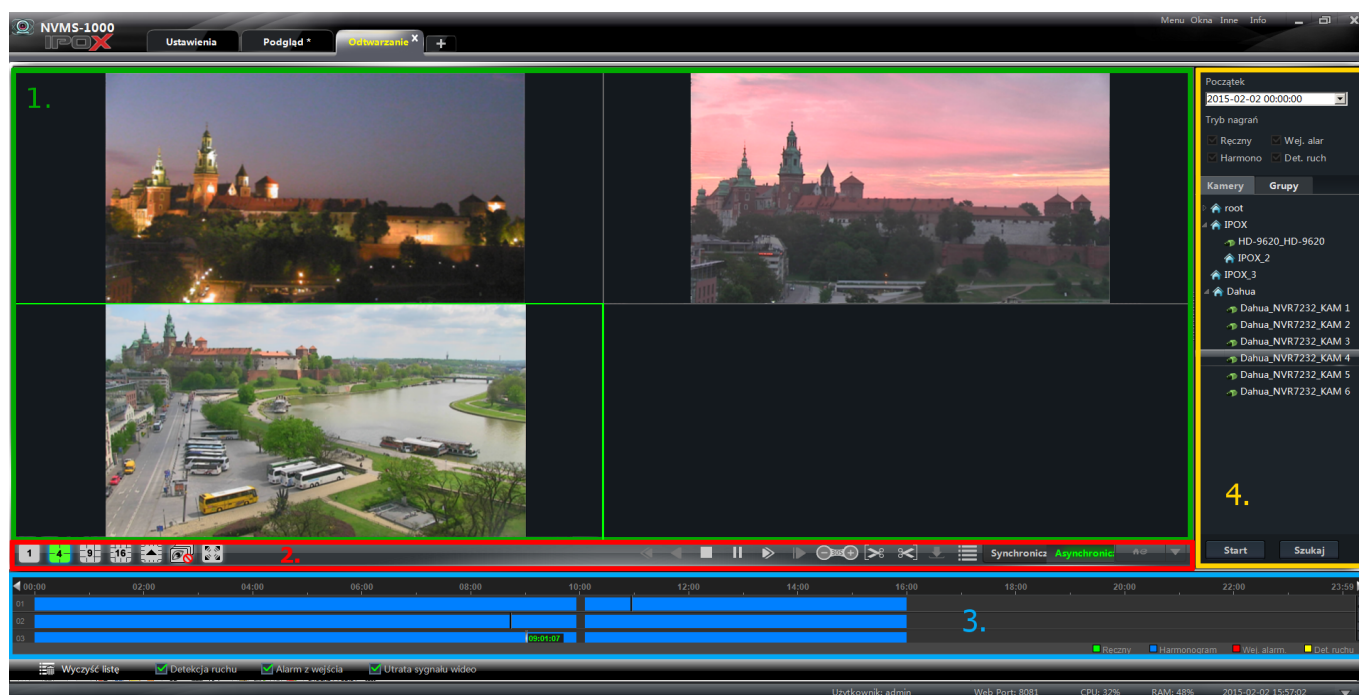 NVMS-1000
IPOX
Menu Okna Inne Info
Ustawienia Podgląd * Odtwarzanie x +
1.
Początek
2015-02-02 00:00:00
Tryb nagrań
Ręczny Wej. alar
Harmono Det. ruch
Kamery Grupy
root
IPOX
HD-9620_HD-9620
IPOX_2
IPOX_3
Dahua
Dahua_NVR7232_KAM 1
Dahua_NVR7232_KAM 2
Dahua_NVR7232_KAM 3
Dahua_NVR7232_KAM 4
Dahua_NVR7232_KAM 5
Dahua_NVR7232_KAM 6
4.
Start Szukaj
1 4 9 16 2. 30S Synchronicz Asynchronic
00:00 02:00 04:00 06:00 08:00 10:00 12:00 14:00 16:00 18:00 20:00 22:00 23:59
01
02
03 09:01:07
3.
Ręczny Harmonogram Wej. alarm. Det. ruchu
Wyczyść listę Detekcja ruchu Alarm z wejścia Utrata sygnału wideo
Użytkownik: admin Web Port: 8081 CPU: 32% RAM: 48% 2015-02-02 15:57:02